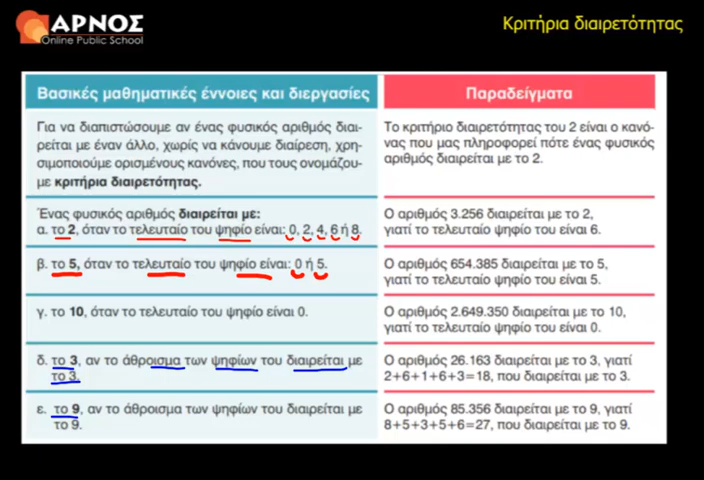 ΑΡΝΟΣ
Online Public School
Κριτήρια διαιρετότητας
Βασικές μαθηματικές έννοιες και διεργασίες
Παραδείγματα
Για να διαπιστώσουμε αν ένας φυσικός αριθμός διαι-
ρείται με έναν άλλο, χωρίς να κάνουμε διαίρεση, χρη-
σιμοποιούμε ορισμένους κανόνες, που τους ονομάζου-
με κριτήρια διαιρετότητας.
Το κριτήριο διαιρετότητας του 2 είναι ο κανό-
νας που μας πληροφορεί πότε ένας φυσικός
αριθμός διαιρείται με το 2.
Ένας φυσικός αριθμός διαιρείται με:
α. το 2, όταν το τελευταίο του ψηφίο είναι: 0, 2, 4, 6 ή 8.
Ο αριθμός 3.256 διαιρείται με το 2,
γιατί το τελευταίο του ψηφίο είναι 6.
β. το 5, όταν το τελευταίο του ψηφίο είναι: 0 ή 5.
Ο αριθμός 654.385 διαιρείται με το 5,
γιατί το τελευταίο του ψηφίο είναι 5.
γ. το 10, όταν το τελευταίο του ψηφίο είναι 0.
Ο αριθμός 2.649.350 διαιρείται με το 10,
γιατί το τελευταίο του ψηφίο είναι 0.
δ. το 3, αν το άθροισμα των ψηφίων του διαιρείται με
το 3.
Ο αριθμός 26.163 διαιρείται με το 3, γιατί
2+6+1+6+3=18, που διαιρείται με το 3.
ε. το 9, αν το άθροισμα των ψηφίων του διαιρείται με
το 9.
Ο αριθμός 85.356 διαιρείται με το 9, γιατί
8+5+3+5+6=27, που διαιρείται με το 9.